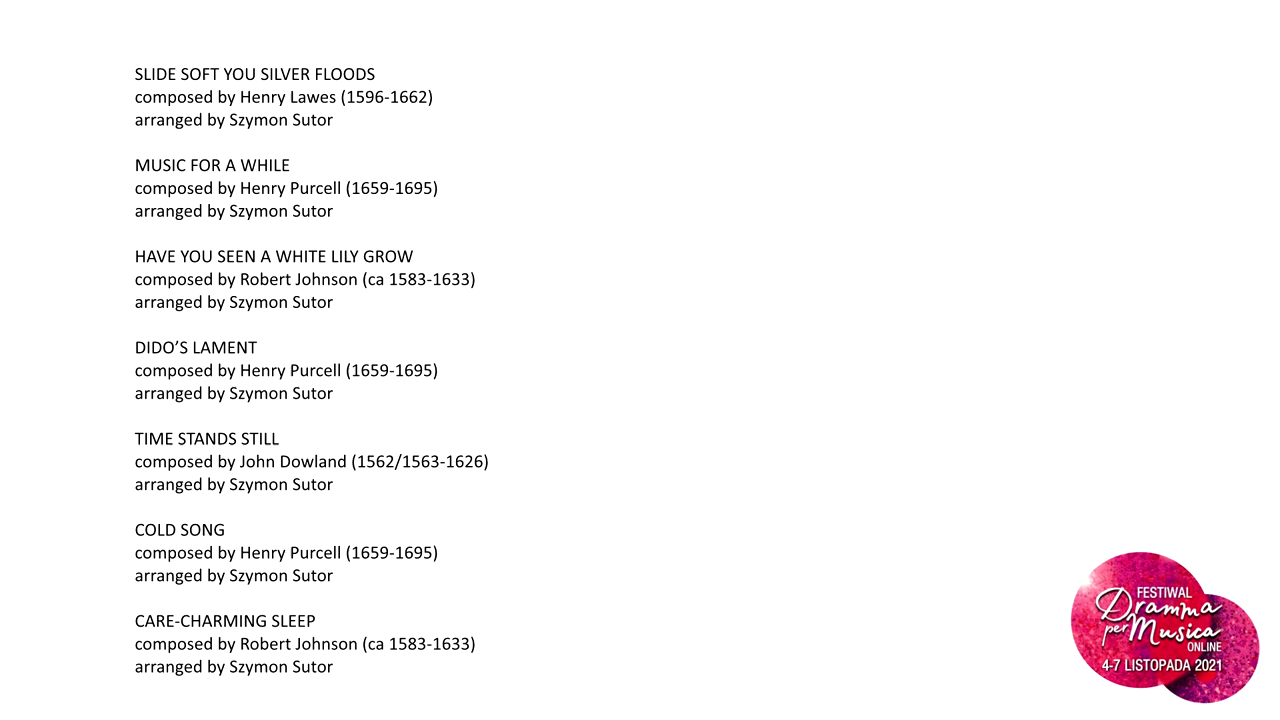 SLIDE SOFT YOU SILVER FLOODS
composed by Henry Lawes (1596-1662)
arranged by Szymon Sutor
MUSIC FOR A WHILE
composed by Henry Purcell (1659-1695)
arranged by Szymon Sutor
HAVE YOU SEEN A WHITE LILY GROW
composed by Robert Johnson (ca 1583-1633)
arranged by Szymon Sutor
DIDO’S LAMENT
composed by Henry Purcell (1659-1695)
arranged by Szymon Sutor
TIME STANDS STILL
composed by John Dowland (1562/1563-1626)
arranged by Szymon Sutor
COLD SONG
composed by Henry Purcell (1659-1695)
arranged by Szymon Sutor
CARE-CHARMING SLEEP
composed by Robert Johnson (ca 1583-1633)
arranged by Szymon Sutor
FESTIWAL
Dramma
per Musica
ONLINE
4-7 LISTOPADA 2021